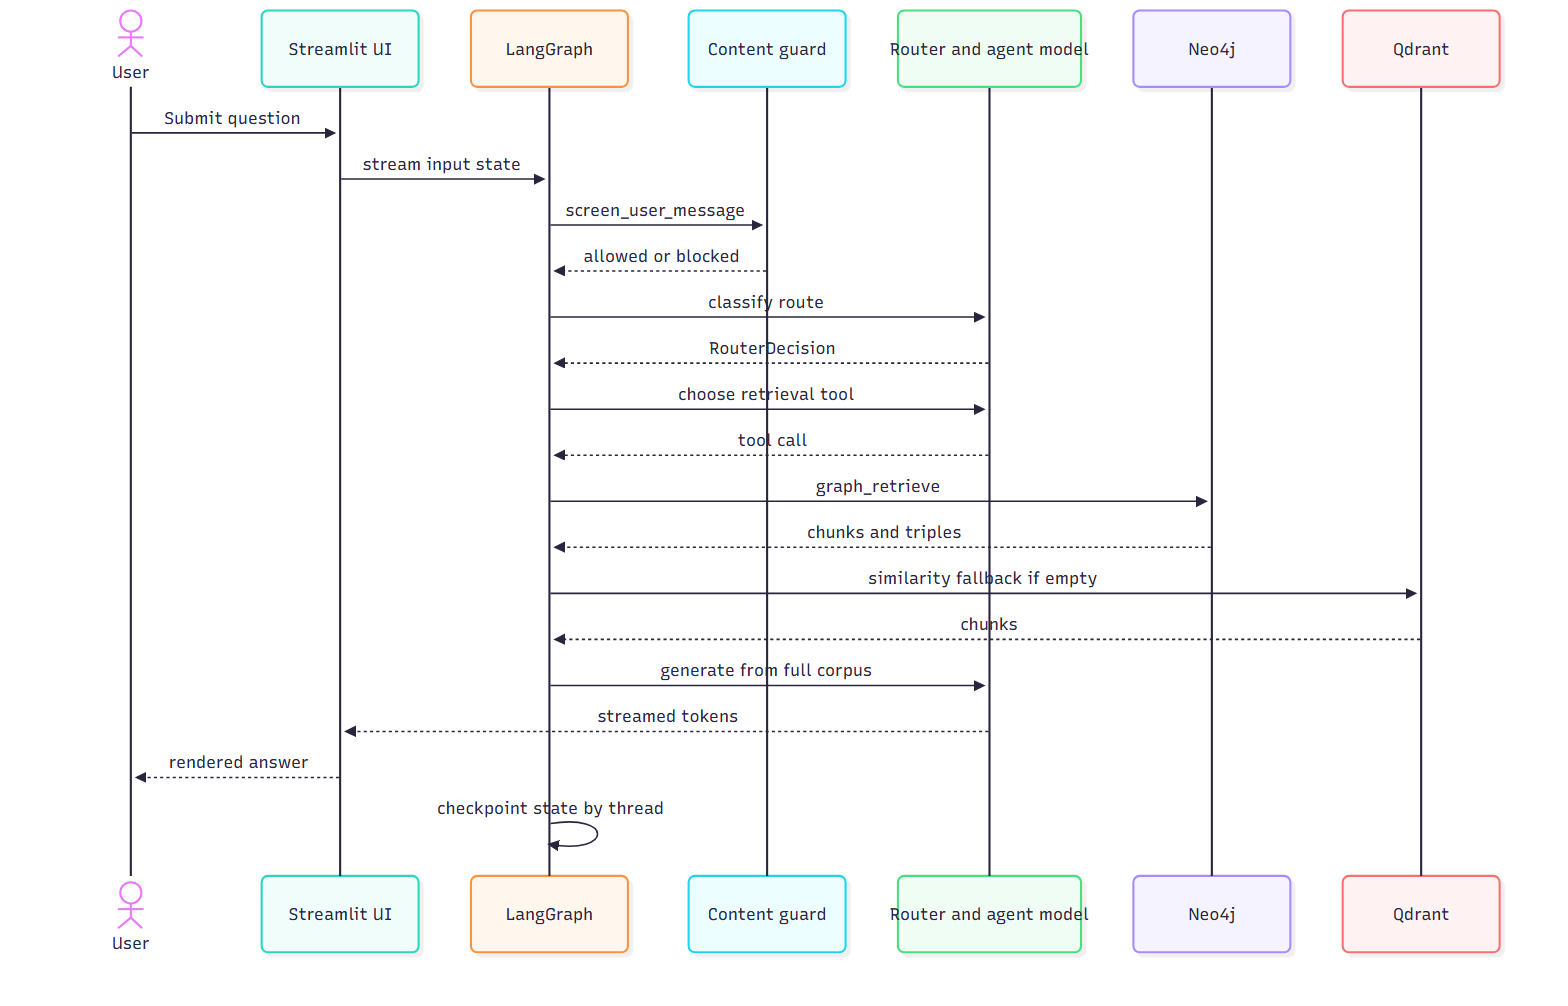 User
Streamlit UI
LangGraph
Content guard
Router and agent model
Neo4j
Qdrant
Submit question
stream input state
screen_user_message
allowed or blocked
classify route
RouterDecision
choose retrieval tool
tool call
graph_retrieve
chunks and triples
similarity fallback if empty
chunks
generate from full corpus
streamed tokens
rendered answer
checkpoint state by thread
User
Streamlit UI
LangGraph
Content guard
Router and agent model
Neo4j
Qdrant